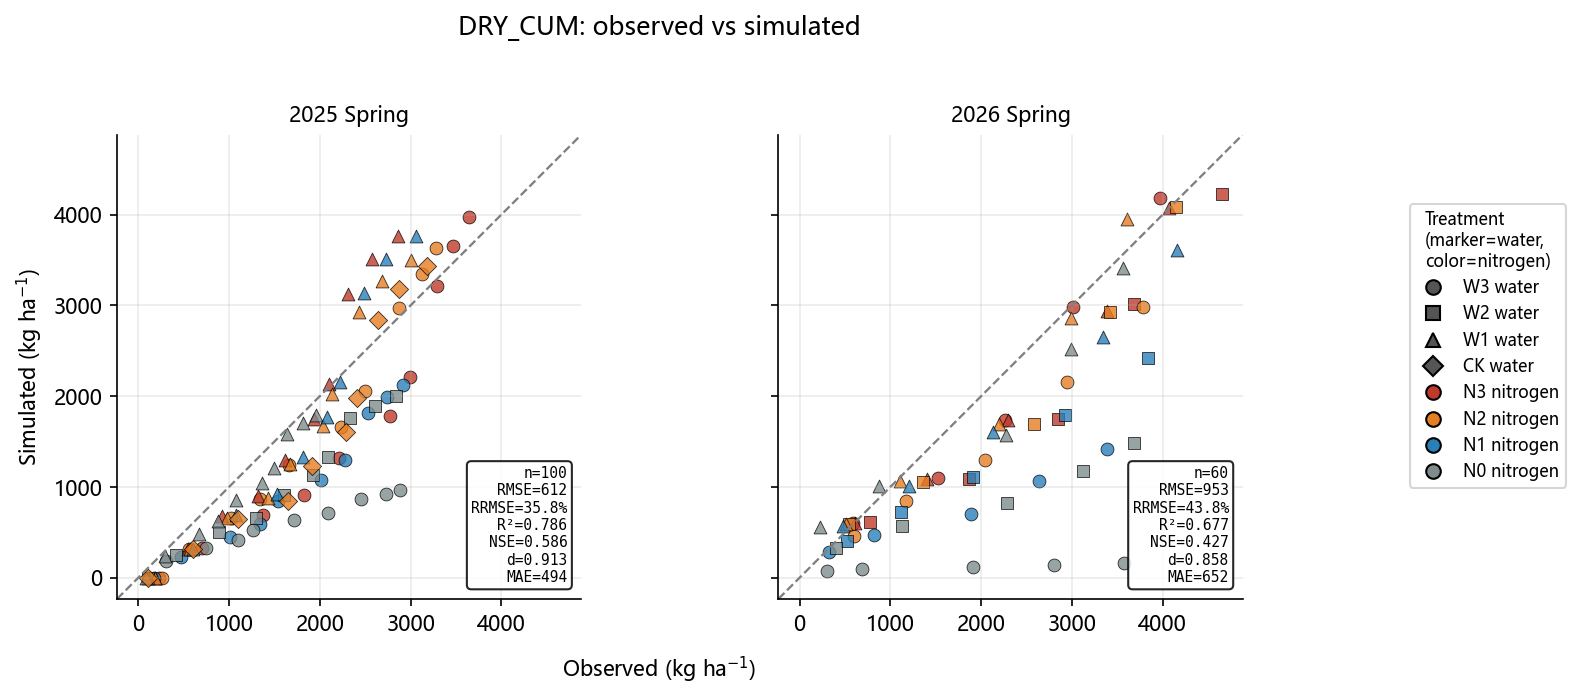 DRY_CUM: observed vs simulated
2025 Spring
Simulated (kg ha⁻¹)
4000
3000
2000
1000
0
0 1000 2000 3000 4000
n=100
RMSE=612
RRMSE=35.8%
R²=0.786
NSE=0.586
d=0.913
MAE=494
2026 Spring
0 1000 2000 3000 4000
n=60
RMSE=953
RRMSE=43.8%
R²=0.677
NSE=0.427
d=0.858
MAE=652
Observed (kg ha⁻¹)
Treatment
(marker=water,
color=nitrogen)
W3 water
W2 water
W1 water
CK water
N3 nitrogen
N2 nitrogen
N1 nitrogen
N0 nitrogen